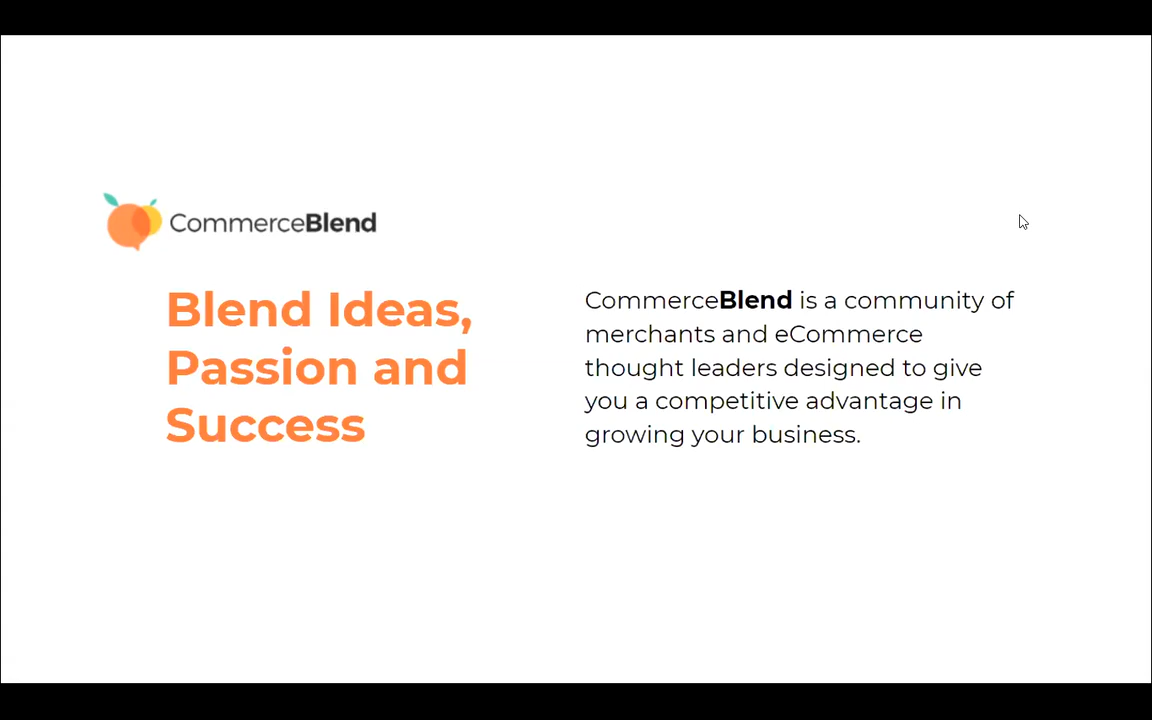 CommerceBlend
Blend Ideas,
Passion and
Success
CommerceBlend is a community of
merchants and eCommerce
thought leaders designed to give
you a competitive advantage in
growing your business.